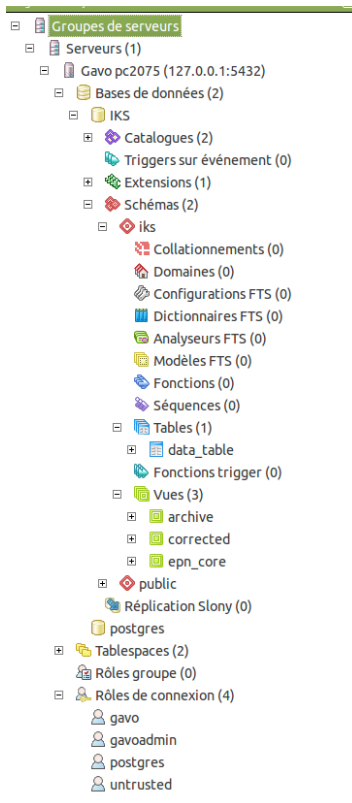 Groupes de serveurs
Serveurs (1)
Gavo pc2075 (127.0.0.1:5432)
Bases de données (2)
IKS
Catalogues (2)
Triggers sur événement (0)
Extensions (1)
Schémas (2)
iks
Collationnements (0)
Domaines (0)
Configurations FTS (0)
Dictionnaires FTS (0)
Analyseurs FTS (0)
Modèles FTS (0)
Fonctions (0)
Séquences (0)
Tables (1)
data_table
Fonctions trigger (0)
Vues (3)
archive
corrected
epn_core
public
Réplication Slony (0)
postgres
Tablespaces (2)
Rôles groupe (0)
Rôles de connexion (4)
gavo
gavoadmin
postgres
untrusted